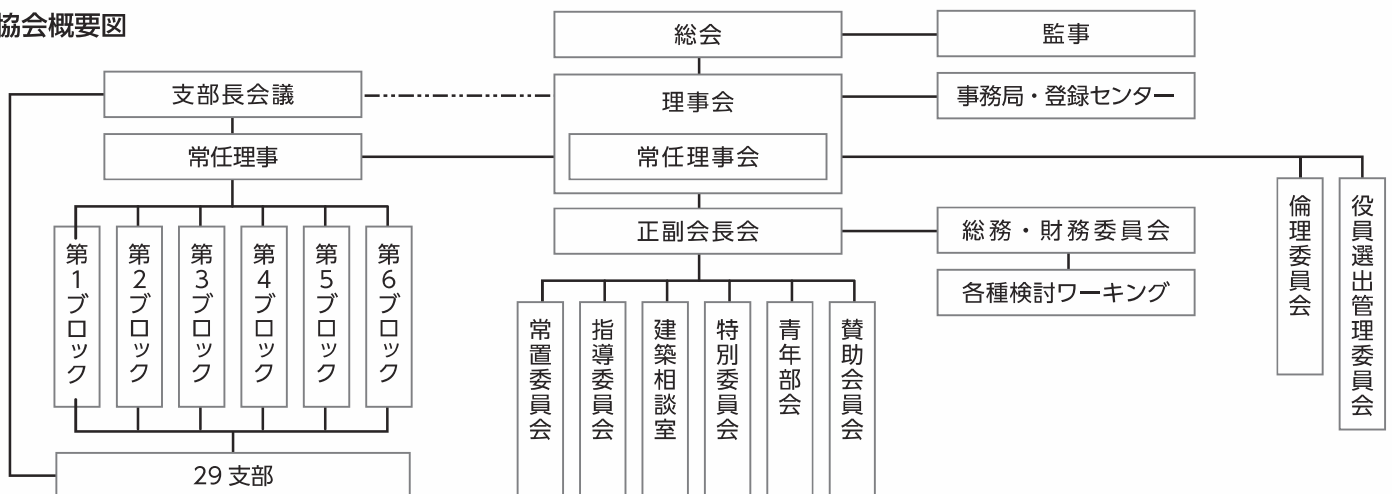 協会概要図
総会
監事
支部長会議
理事会
事務局・登録センター
常任理事
常任理事会
正副会長会
総務・財務委員会
各種検討ワーキング
倫理委員会
役員選出管理委員会
第1ブロック
第2ブロック
第3ブロック
第4ブロック
第5ブロック
第6ブロック
29支部
常置委員会
指導委員会
建築相談室
特別委員会
青年部会
賛助会員会